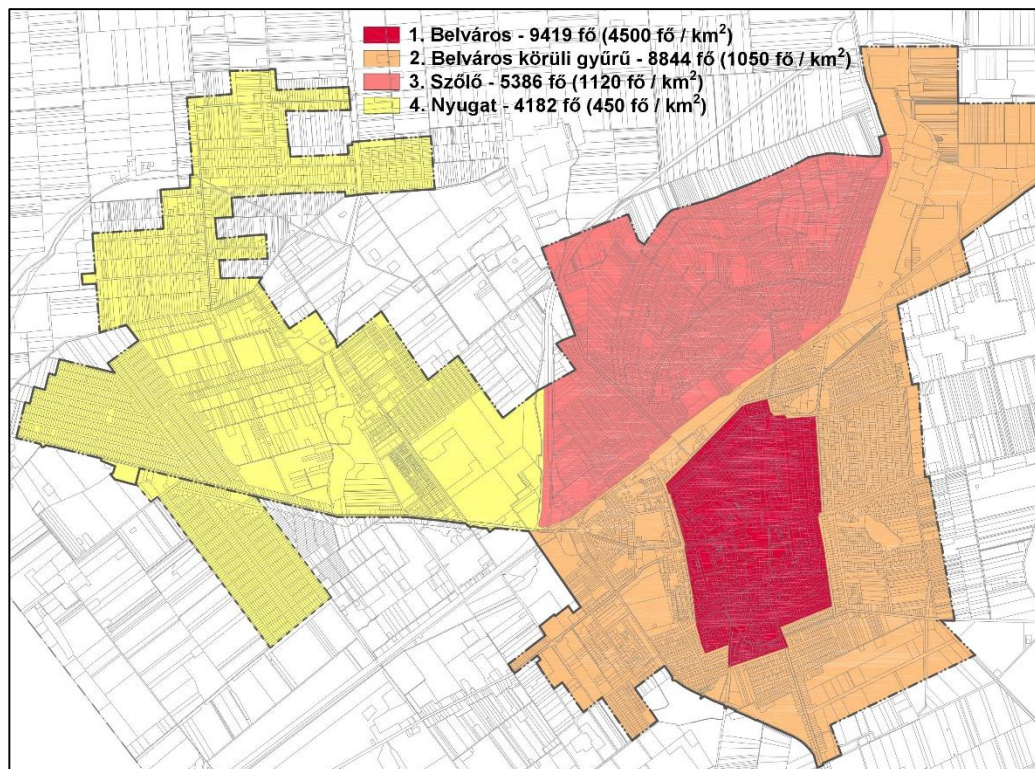 1. Belváros - 9419 fő (4500 fő / km²)
2. Belváros körüli gyűrű - 8844 fő (1050 fő / km²)
3. Szőlő - 5386 fő (1120 fő / km²)
4. Nyugat - 4182 fő (450 fő / km²)